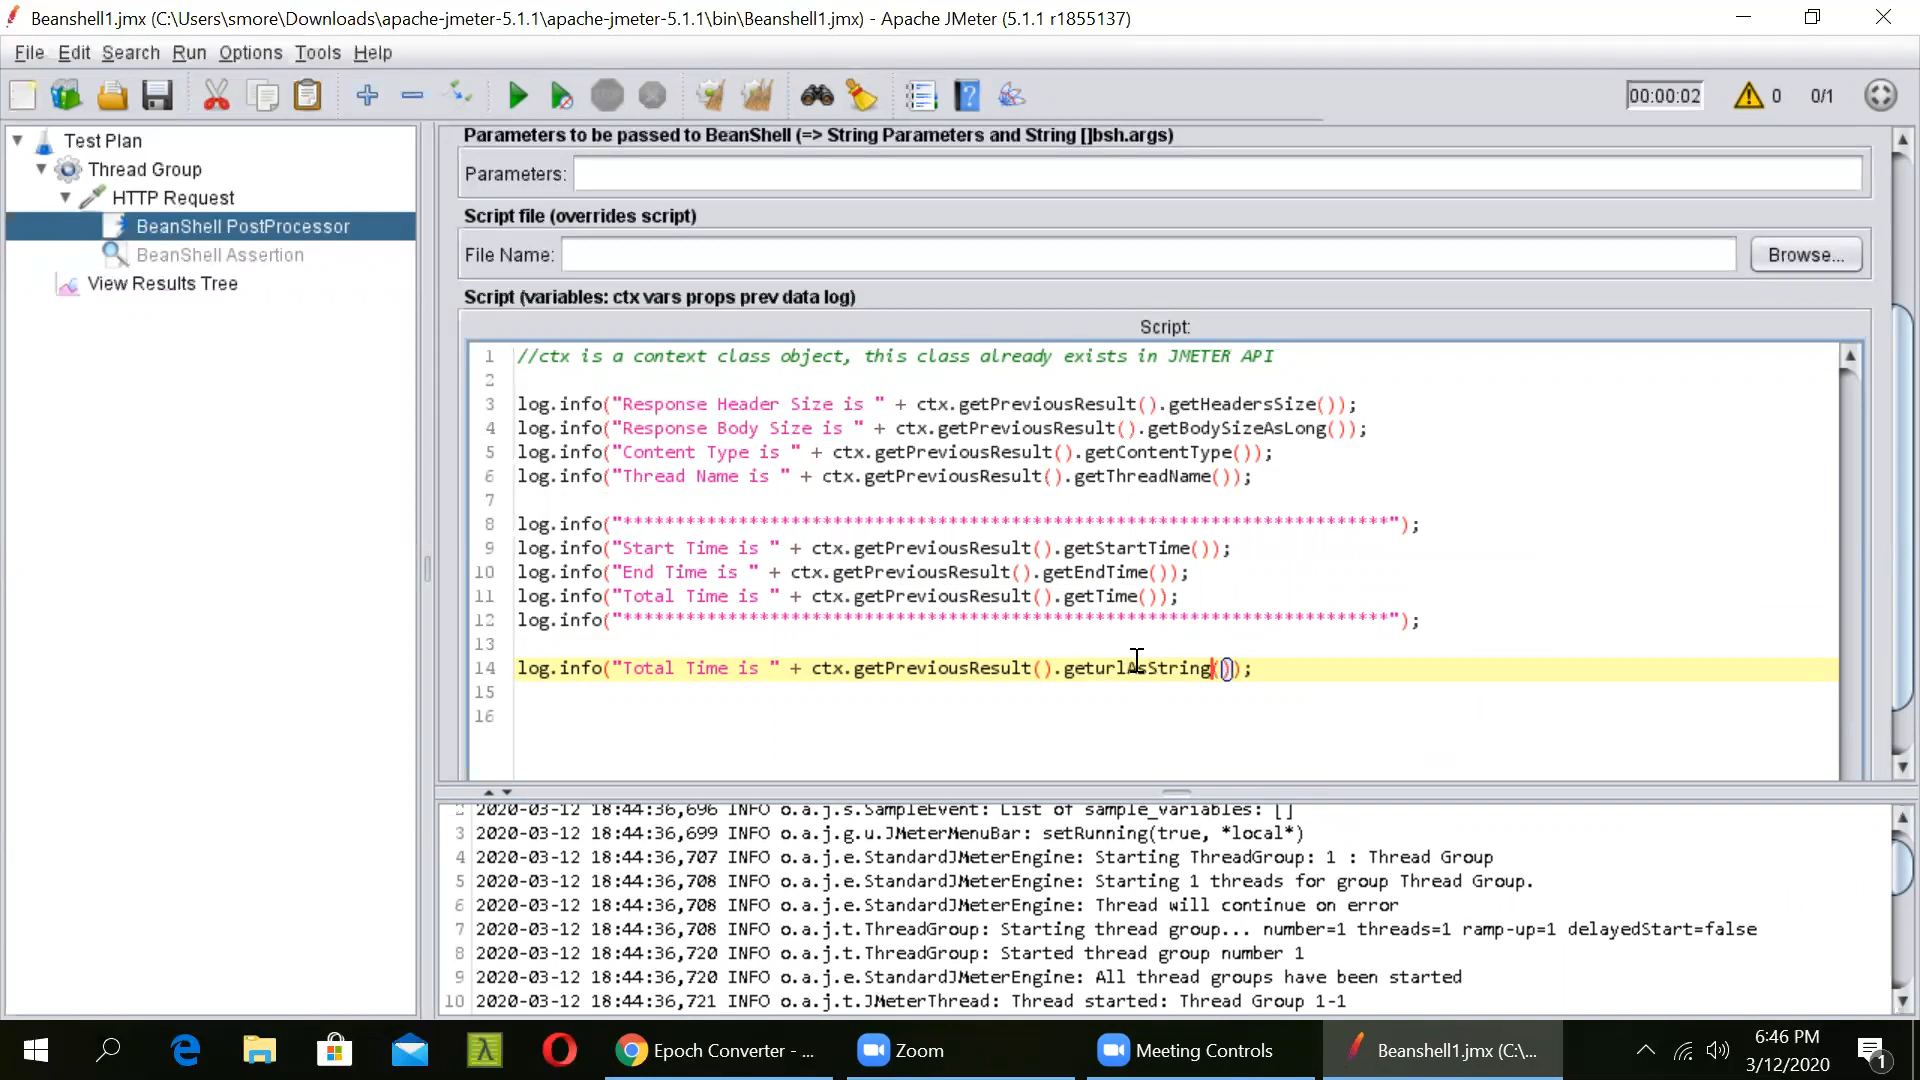 Beanshell1.jmx (C:\Users\smore\Downloads\apache-jmeter-5.1.1\apache-jmeter-5.1.1\bin\Beanshell1.jmx) - Apache JMeter (5.1.1 r1855137)
File Edit Search Run Options Tools Help
00:00:02 0 0/1
Test Plan
Thread Group
HTTP Request
BeanShell PostProcessor
BeanShell Assertion
View Results Tree
Parameters to be passed to BeanShell (=> String Parameters and String []bsh.args)
Parameters:
Script file (overrides script)
File Name: Browse...
Script (variables: ctx vars props prev data log)
Script:
1 //ctx is a context class object, this class already exists in JMETER API
2
3 log.info("Response Header Size is " + ctx.getPreviousResult().getHeadersSize());
4 log.info("Response Body Size is " + ctx.getPreviousResult().getBodySizeAsLong());
5 log.info("Content Type is " + ctx.getPreviousResult().getContentType());
6 log.info("Thread Name is " + ctx.getPreviousResult().getThreadName());
7
8 log.info("*************************************************************************");
9 log.info("Start Time is " + ctx.getPreviousResult().getStartTime());
10 log.info("End Time is " + ctx.getPreviousResult().getEndTime());
11 log.info("Total Time is " + ctx.getPreviousResult().getTime());
12 log.info("*************************************************************************");
13
14 log.info("Total Time is " + ctx.getPreviousResult().geturlAsString());
15
16
2 2020-03-12 18:44:36,696 INFO o.a.j.s.SampleEvent: List of sample_variables: []
3 2020-03-12 18:44:36,699 INFO o.a.j.g.u.JMeterMenuBar: setRunning(true, *local*)
4 2020-03-12 18:44:36,707 INFO o.a.j.e.StandardJMeterEngine: Starting ThreadGroup: 1 : Thread Group
5 2020-03-12 18:44:36,708 INFO o.a.j.e.StandardJMeterEngine: Starting 1 threads for group Thread Group.
6 2020-03-12 18:44:36,708 INFO o.a.j.e.StandardJMeterEngine: Thread will continue on error
7 2020-03-12 18:44:36,708 INFO o.a.j.t.ThreadGroup: Starting thread group... number=1 threads=1 ramp-up=1 delayedStart=false
8 2020-03-12 18:44:36,720 INFO o.a.j.t.ThreadGroup: Started thread group number 1
9 2020-03-12 18:44:36,720 INFO o.a.j.e.StandardJMeterEngine: All thread groups have been started
10 2020-03-12 18:44:36,721 INFO o.a.j.t.JMeterThread: Thread started: Thread Group 1-1
Epoch Converter - ... Zoom Meeting Controls Beanshell1.jmx (C:\... 6:46 PM
3/12/2020 1